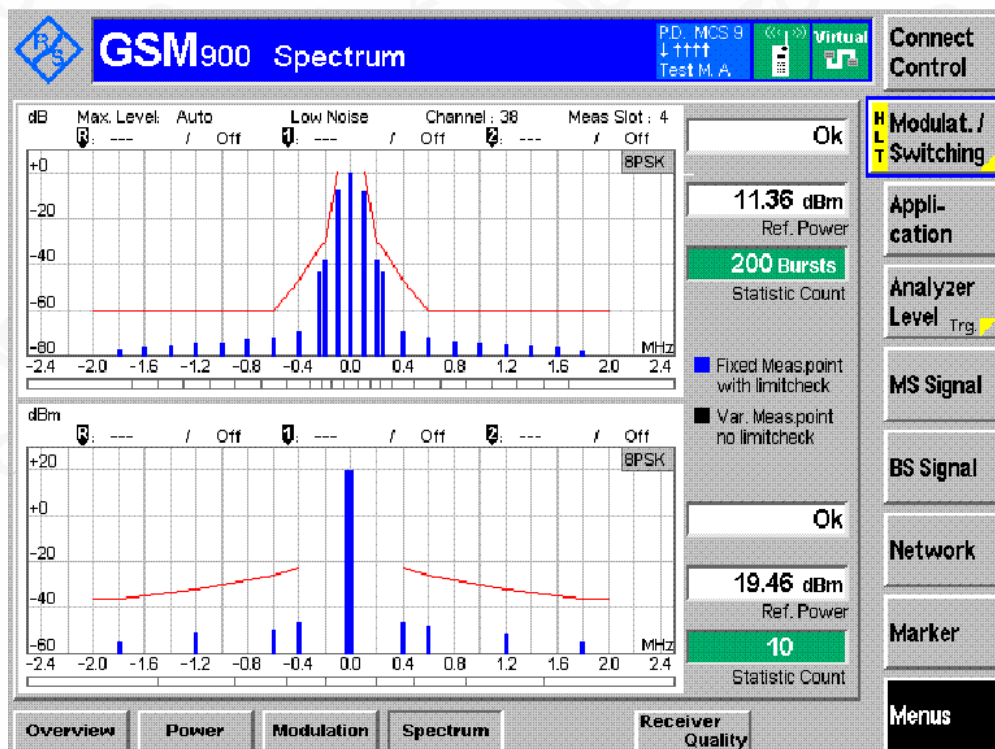 R/S
GSM900 Spectrum
P.D. MCS 9
↓ ↑↑↑↑
Test M. A
Virtual
Connect
Control
dB Max. Level: Auto Low Noise Channel : 38 Meas Slot : 4
R: --- / Off 1: --- / Off 2: --- / Off
8PSK
+0
-20
-40
-60
-80
MHz
-2.4 -2.0 -1.6 -1.2 -0.8 -0.4 0.0 0.4 0.8 1.2 1.6 2.0 2.4
Ok
11.36 dBm
Ref. Power
200 Bursts
Statistic Count
Fixed Meas.point
with limitcheck
Var. Meas.point
no limitcheck
dBm
R: --- / Off 1: --- / Off 2: --- / Off
8PSK
+20
+0
-20
-40
-60
MHz
-2.4 -2.0 -1.6 -1.2 -0.8 -0.4 0.0 0.4 0.8 1.2 1.6 2.0 2.4
Ok
19.46 dBm
Ref. Power
10
Statistic Count
HLT
Modulat. /
Switching
Appli-
cation
Analyzer
Level Trg.
MS Signal
BS Signal
Network
Marker
Menus
Overview
Power
Modulation
Spectrum
Receiver
Quality